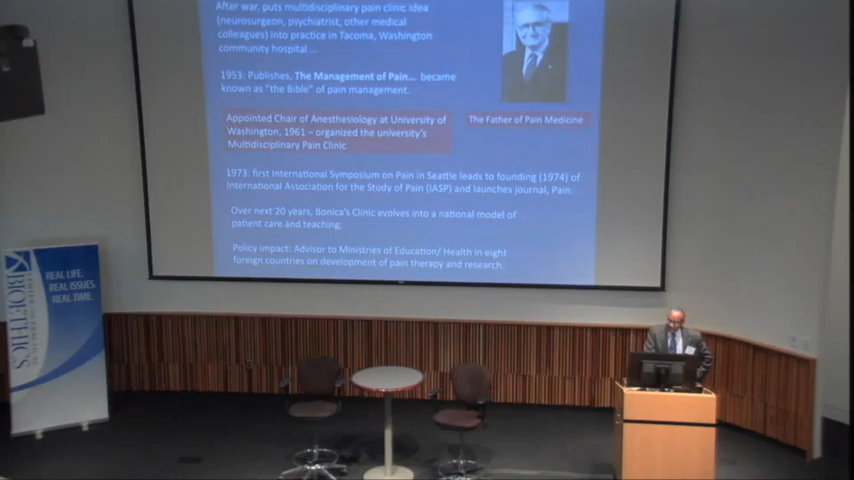 After war, puts multidisciplinary pain clinic idea
(neurosurgeon, psychiatrist, other medical
colleagues) into practice in Tacoma, Washington
community hospital ...
1953: Publishes, The Management of Pain... became
known as "the Bible" of pain management.
Appointed Chair of Anesthesiology at University of
Washington, 1961 – organized the university's
Multidisciplinary Pain Clinic
The Father of Pain Medicine
1973: first International Symposium on Pain in Seattle leads to founding (1974) of
International Association for the Study of Pain (IASP) and launches journal, Pain.
Over next 20 years, Bonica's Clinic evolves into a national model of
patient care and teaching;
Policy impact: Advisor to Ministries of Education/ Health in eight
foreign countries on development of pain therapy and research.
REAL LIFE.
REAL ISSUES.
REAL TIME.
CENTER FOR PRACTICAL
BIOETHICS